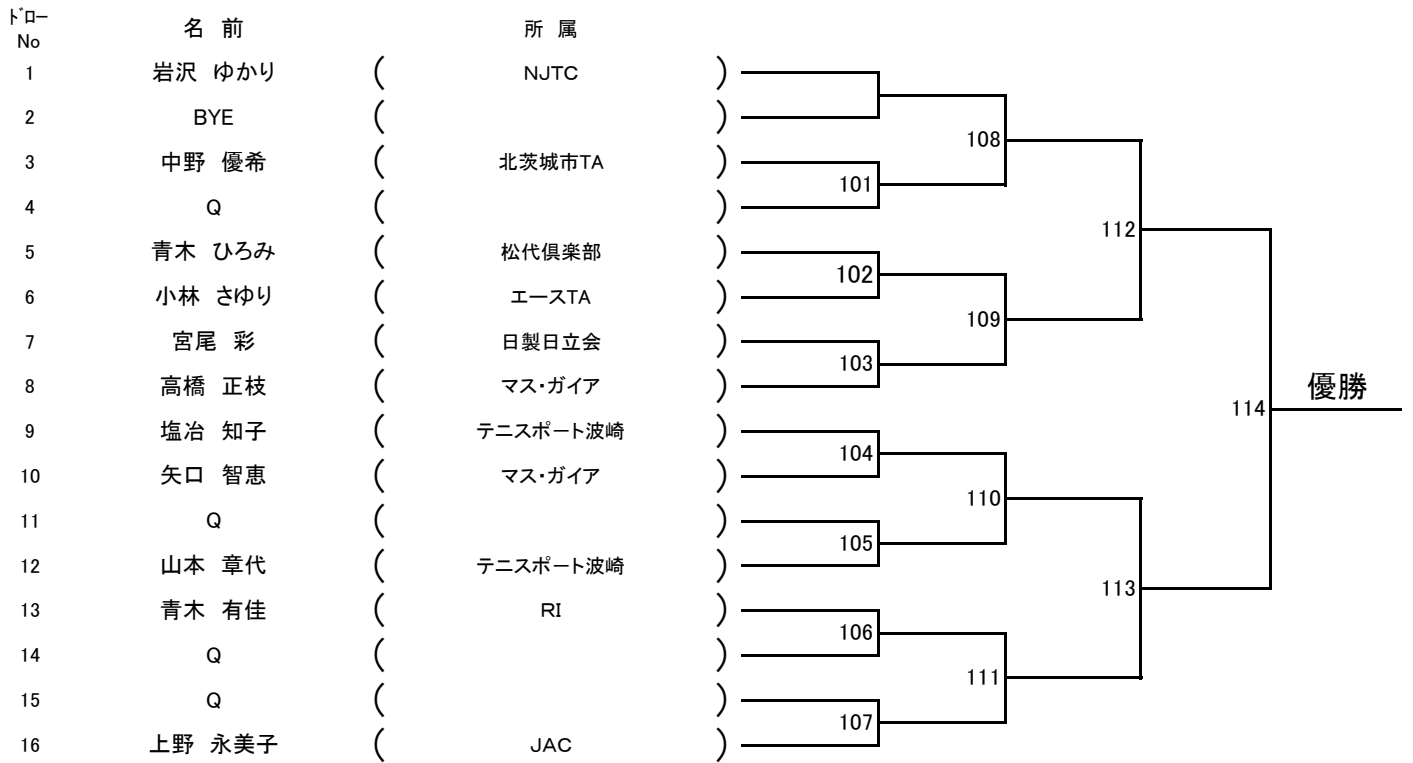 ﾄﾞﾛｰ
No 名 前 所 属
1 岩沢 ゆかり ( NJTC )
2 BYE ( )
108
3 中野 優希 ( 北茨城市TA )
101
4 Q ( )
112
5 青木 ひろみ ( 松代倶楽部 )
102
6 小林 さゆり ( エースTA )
109
7 宮尾 彩 ( 日製日立会 )
103
8 高橋 正枝 ( マス・ガイア )
優勝
114
9 塩冶 知子 ( テニスポート波崎 )
104
10 矢口 智恵 ( マス・ガイア )
110
11 Q ( )
105
12 山本 章代 ( テニスポート波崎 )
113
13 青木 有佳 ( RI )
106
14 Q ( )
111
15 Q ( )
107
16 上野 永美子 ( JAC )